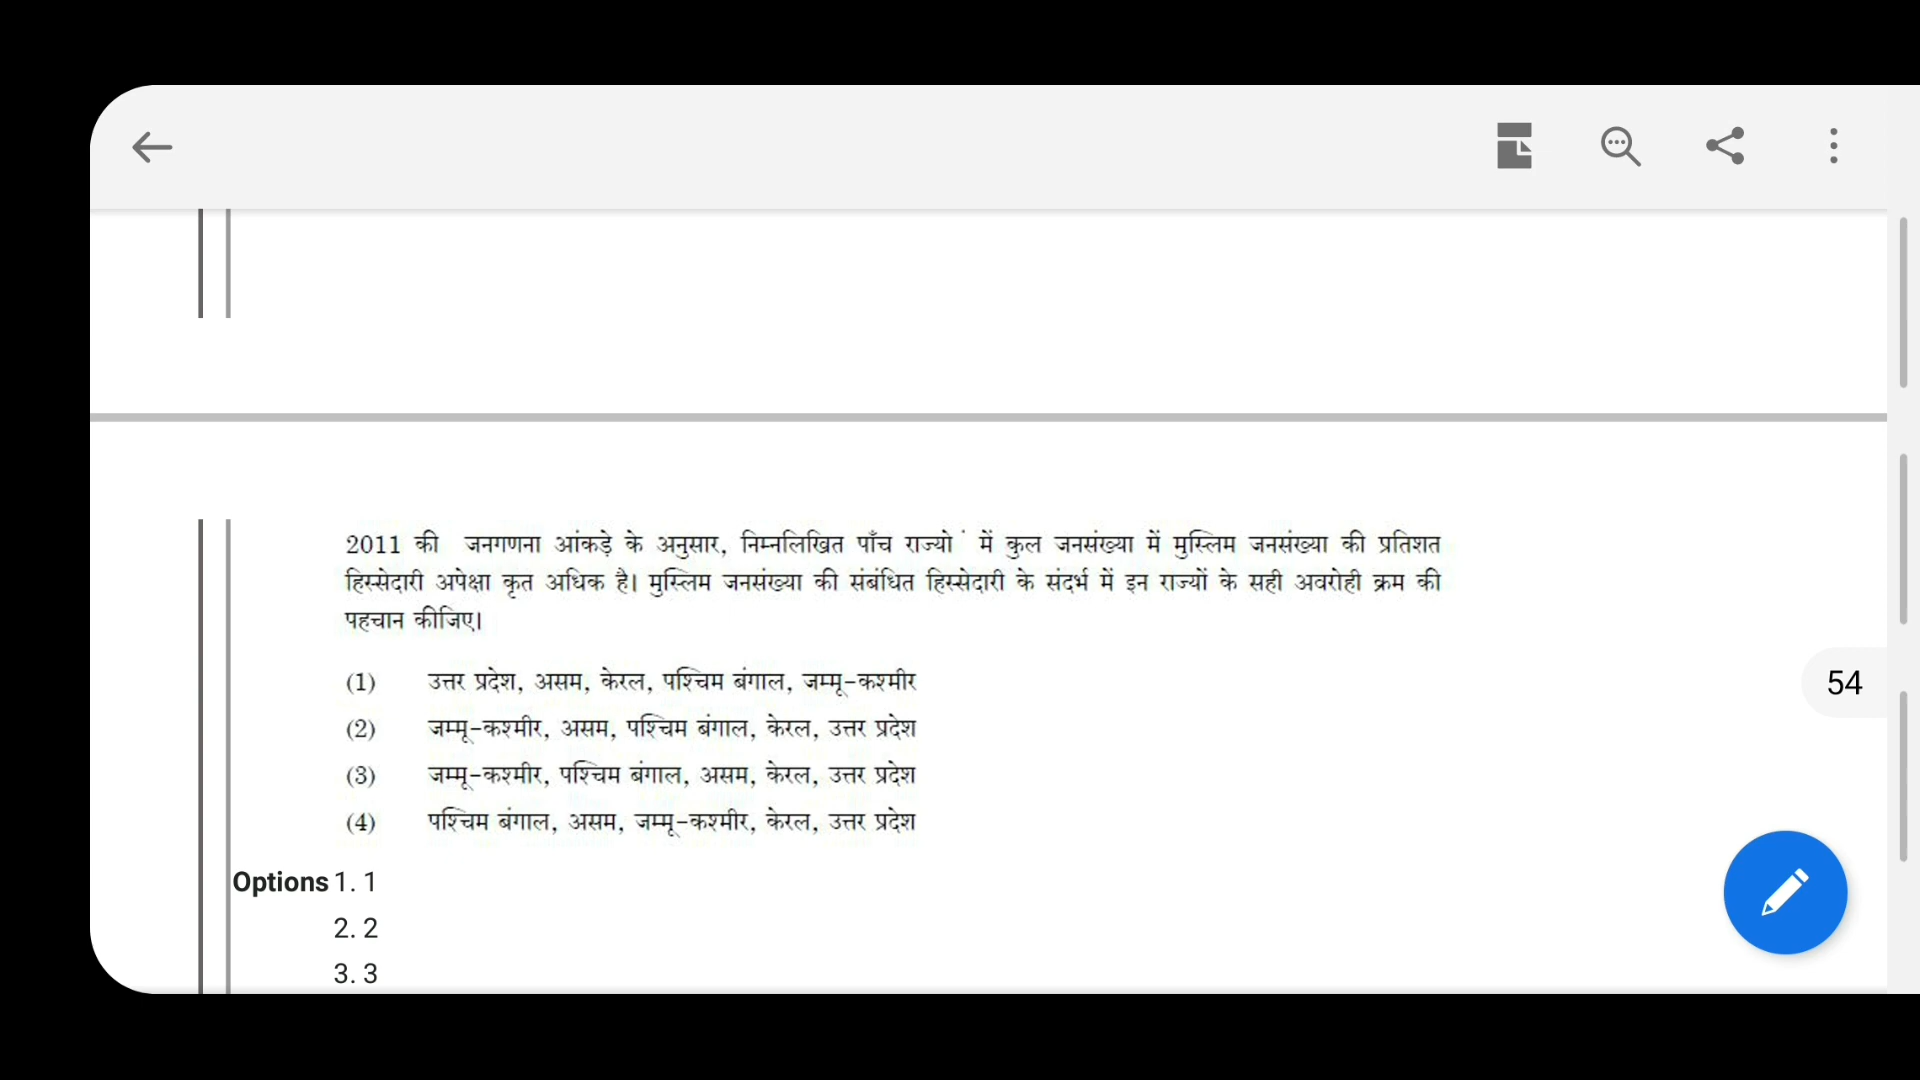 2011 की जनगणना आंकड़े के अनुसार, निम्नलिखित पाँच राज्यों में कुल जनसंख्या में मुस्लिम जनसंख्या की प्रतिशत
हिस्सेदारी अपेक्षा कृत अधिक है। मुस्लिम जनसंख्या की संबंधित हिस्सेदारी के संदर्भ में इन राज्यों के सही अवरोही क्रम की
पहचान कीजिए।
(1) उत्तर प्रदेश, असम, केरल, पश्चिम बंगाल, जम्मू-कश्मीर
(2) जम्मू-कश्मीर, असम, पश्चिम बंगाल, केरल, उत्तर प्रदेश
(3) जम्मू-कश्मीर, पश्चिम बंगाल, असम, केरल, उत्तर प्रदेश
54
(4) पश्चिम बंगाल, असम, जम्मू-कश्मीर, केरल, उत्तर प्रदेश
Options 1. 1
2. 2
3. 3